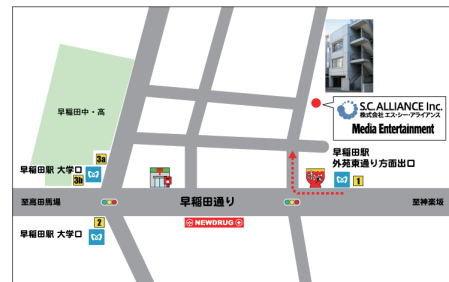 S.C.ALLIANCE Inc.
株式会社 エス・シー・アライアンス
Media Entertainment
早稲田中・高
早稲田駅
外苑東通り方面出口
1
3a
早稲田駅 大学口
3b
至高田馬場
早稲田通り
至神楽坂
2
NEWDRUG
早稲田駅 大学口